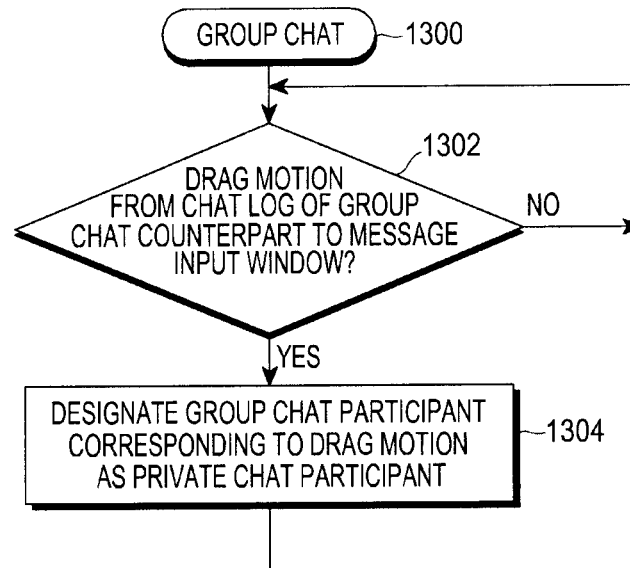 GROUP CHAT
1300
1302
DRAG MOTION
FROM CHAT LOG OF GROUP
CHAT COUNTERPART TO MESSAGE
INPUT WINDOW?
NO
YES
DESIGNATE GROUP CHAT PARTICIPANT
CORRESPONDING TO DRAG MOTION
AS PRIVATE CHAT PARTICIPANT
1304